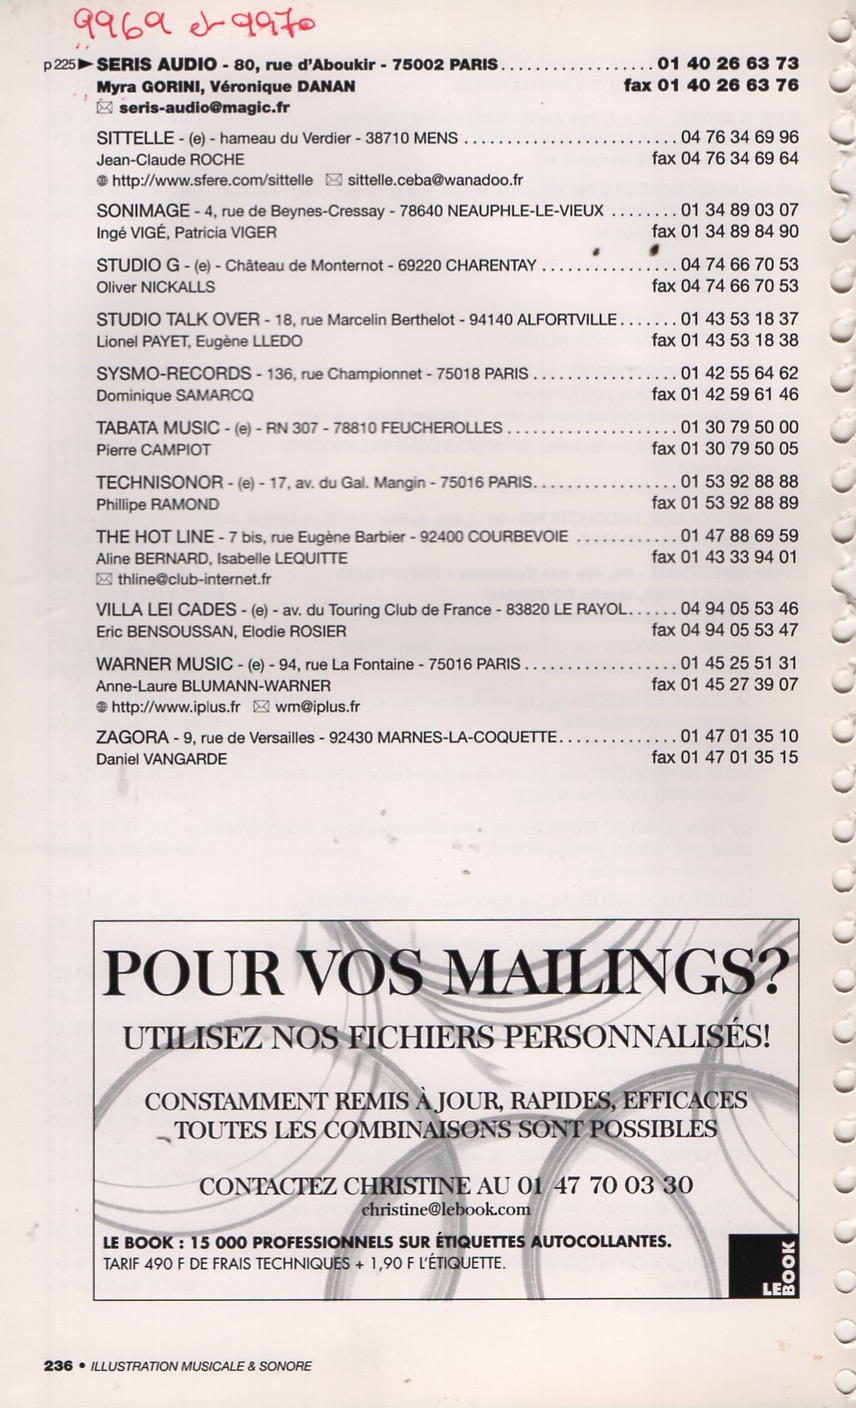 9969 et 9970
p225►SERIS AUDIO - 80, rue d'Aboukir - 75002 PARIS.................. 01 40 26 63 73
Myra GORINI, Véronique DANAN fax 01 40 26 63 76
✉ seris-audio@magic.fr
SITTELLE - (e) - hameau du Verdier - 38710 MENS .......................... 04 76 34 69 96
Jean-Claude ROCHE fax 04 76 34 69 64
http://www.sfere.com/sittelle ✉ sittelle.ceba@wanadoo.fr
SONIMAGE - 4, rue de Beynes-Cressay - 78640 NEAUPHLE-LE-VIEUX ........ 01 34 89 03 07
Ingé VIGÉ, Patricia VIGER fax 01 34 89 84 90
STUDIO G - (e) - Château de Monternot - 69220 CHARENTAY ................ 04 74 66 70 53
Oliver NICKALLS fax 04 74 66 70 53
STUDIO TALK OVER - 18, rue Marcelin Berthelot - 94140 ALFORTVILLE....... 01 43 53 18 37
Lionel PAYET, Eugène LLEDO fax 01 43 53 18 38
SYSMO-RECORDS - 136, rue Championnet - 75018 PARIS ................. 01 42 55 64 62
Dominique SAMARCQ fax 01 42 59 61 46
TABATA MUSIC - (e) - RN 307 - 78810 FEUCHEROLLES .................... 01 30 79 50 00
Pierre CAMPIOT fax 01 30 79 50 05
TECHNISONOR - (e) - 17, av. du Gal. Mangin - 75016 PARIS................. 01 53 92 88 88
Phillipe RAMOND fax 01 53 92 88 89
THE HOT LINE - 7 bis, rue Eugène Barbier - 92400 COURBEVOIE ............ 01 47 88 69 59
Aline BERNARD, Isabelle LEQUITTE fax 01 43 33 94 01
✉ thline@club-internet.fr
VILLA LEI CADES - (e) - av. du Touring Club de France - 83820 LE RAYOL...... 04 94 05 53 46
Eric BENSOUSSAN, Elodie ROSIER fax 04 94 05 53 47
WARNER MUSIC - (e) - 94, rue La Fontaine - 75016 PARIS .................. 01 45 25 51 31
Anne-Laure BLUMANN-WARNER fax 01 45 27 39 07
http://www.iplus.fr ✉ wm@iplus.fr
ZAGORA - 9, rue de Versailles - 92430 MARNES-LA-COQUETTE.............. 01 47 01 35 10
Daniel VANGARDE fax 01 47 01 35 15
POUR VOS MAILINGS?
UTILISEZ NOS FICHIERS PERSONNALISÉS!
CONSTAMMENT REMIS À JOUR, RAPIDES, EFFICACES
TOUTES LES COMBINAISONS SONT POSSIBLES
CONTACTEZ CHRISTINE AU 01 47 70 03 30
christine@lebook.com
LE BOOK : 15 000 PROFESSIONNELS SUR ÉTIQUETTES AUTOCOLLANTES.
TARIF 490 F DE FRAIS TECHNIQUES + 1,90 F L'ÉTIQUETTE.
LE BOOK
236 • ILLUSTRATION MUSICALE & SONORE